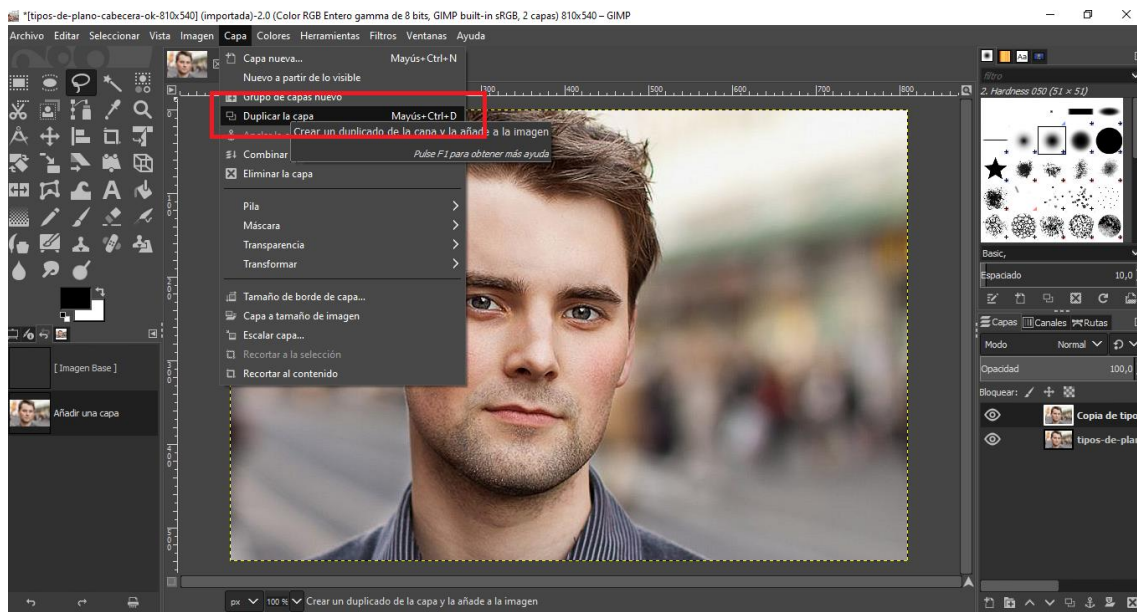 *[tipos-de-plano-cabecera-ok-810x540] (importada)-2.0 (Color RGB Entero gamma de 8 bits, GIMP built-in sRGB, 2 capas) 810x540 – GIMP
Archivo Editar Seleccionar Vista Imagen Capa Colores Herramientas Filtros Ventanas Ayuda
Capa nueva... Mayús+Ctrl+N
Nuevo a partir de lo visible
Grupo de capas nuevo
Duplicar la capa Mayús+Ctrl+D
Crear un duplicado de la capa y la añade a la imagen
Combinar
Pulse F1 para obtener más ayuda
Eliminar la capa
Pila
Máscara
Transparencia
Transformar
Tamaño de borde de capa...
Capa a tamaño de imagen
Escalar capa...
Recortar a la selección
Recortar al contenido
300 400 500 600 700 800
[ Imagen Base ]
Añadir una capa
filtro
2. Hardness 050 (51 × 51)
Basic,
Espaciado 10,0
Capas Canales Rutas
Modo Normal
Opacidad 100,0
Bloquear:
Copia de tipo
tipos-de-plan
px 100 % Crear un duplicado de la capa y la añade a la imagen